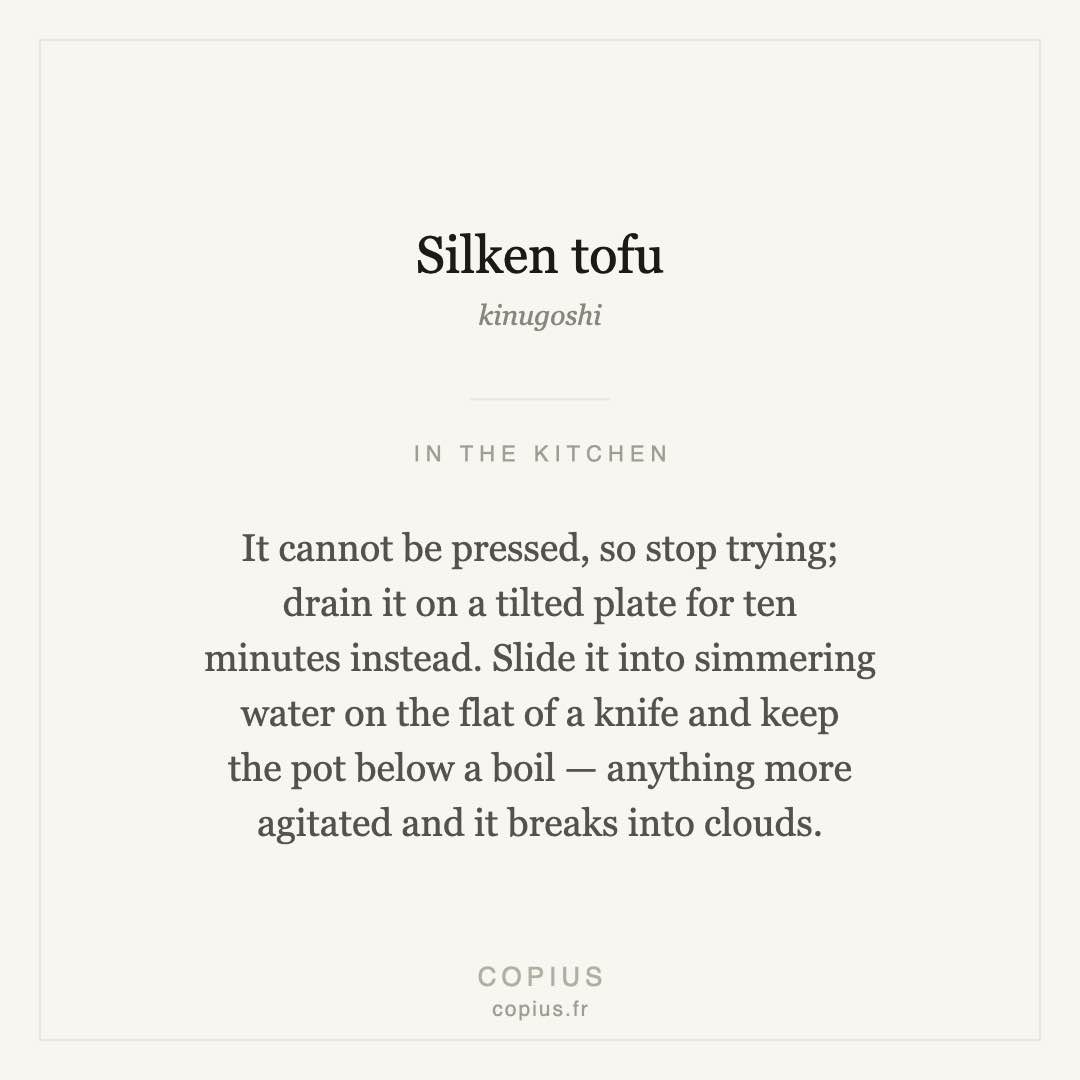 Silken tofu
kinugoshi
IN THE KITCHEN
It cannot be pressed, so stop trying;
drain it on a tilted plate for ten
minutes instead. Slide it into simmering
water on the flat of a knife and keep
the pot below a boil — anything more
agitated and it breaks into clouds.
COPIUS
copius.fr